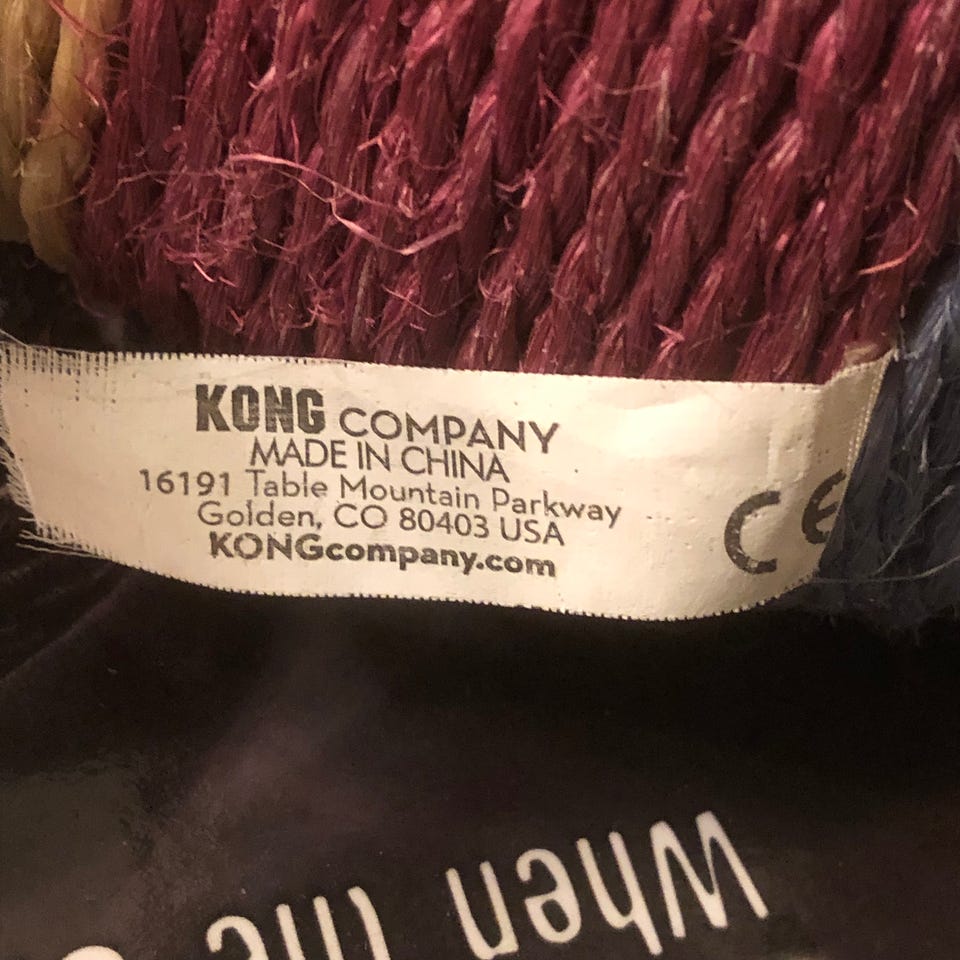 KONG COMPANY
MADE IN CHINA
16191 Table Mountain Parkway
Golden, CO 80403 USA
KONGcompany.com
CE
When the